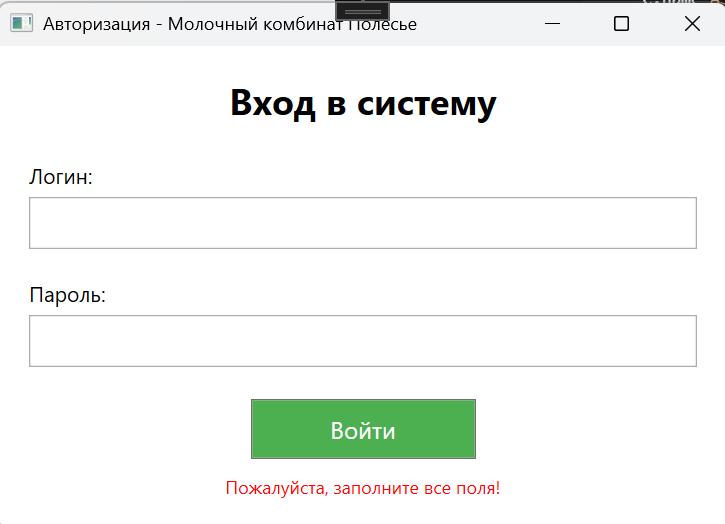 Авторизация - Молочный комбинат Полесье
Вход в систему
Логин:
Пароль:
Войти
Пожалуйста, заполните все поля!